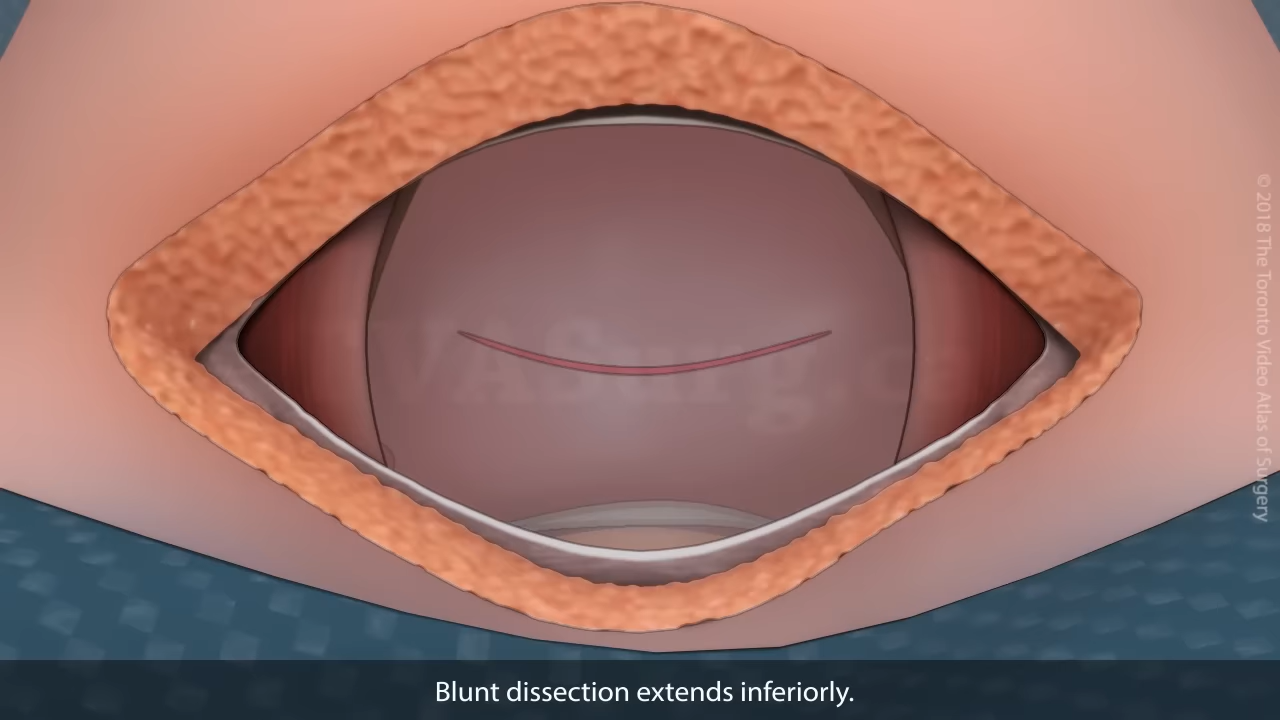 © 2018 The Toronto Video Atlas of Surgery
Blunt dissection extends inferiorly.